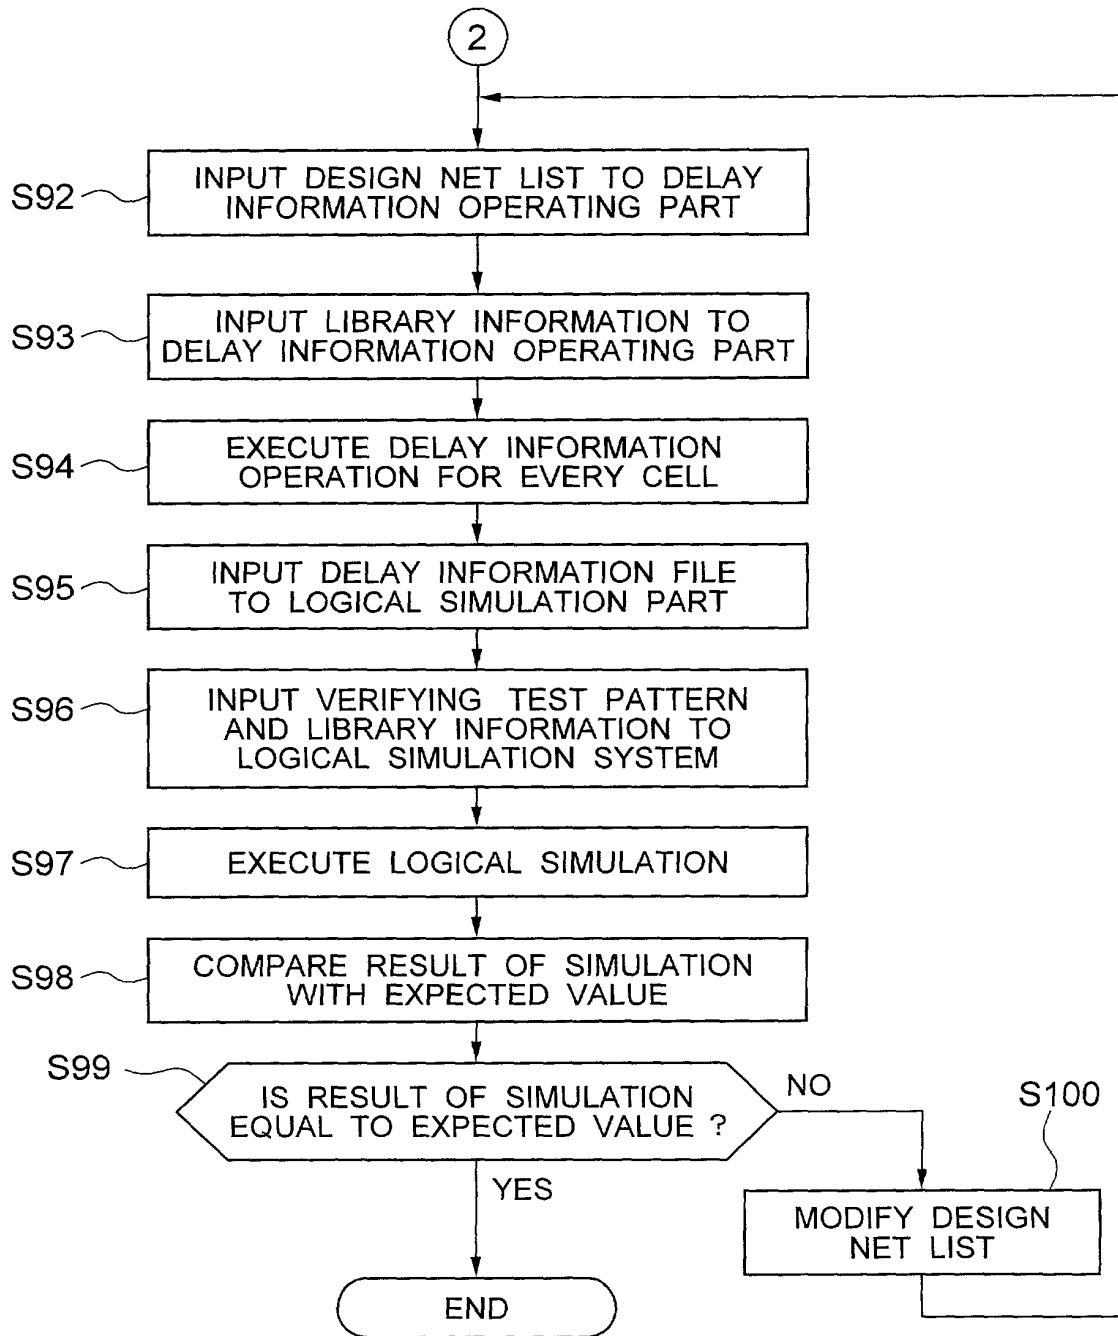 2
S92
INPUT DESIGN NET LIST TO DELAY
INFORMATION OPERATING PART
S93
INPUT LIBRARY INFORMATION TO
DELAY INFORMATION OPERATING PART
S94
EXECUTE DELAY INFORMATION
OPERATION FOR EVERY CELL
S95
INPUT DELAY INFORMATION FILE
TO LOGICAL SIMULATION PART
S96
INPUT VERIFYING TEST PATTERN
AND LIBRARY INFORMATION TO
LOGICAL SIMULATION SYSTEM
S97
EXECUTE LOGICAL SIMULATION
S98
COMPARE RESULT OF SIMULATION
WITH EXPECTED VALUE
S99
IS RESULT OF SIMULATION
EQUAL TO EXPECTED VALUE ?
NO
S100
YES
MODIFY DESIGN
NET LIST
END